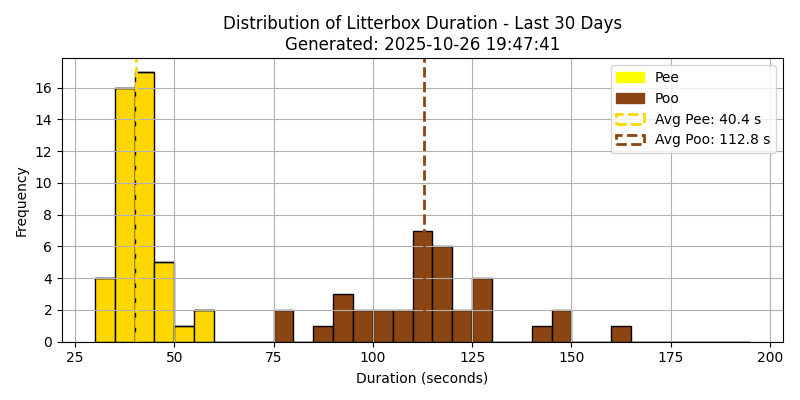 Distribution of Litterbox Duration - Last 30 Days
Generated: 2025-10-26 19:47:41
Pee
Poo
Avg Pee: 40.4 s
Avg Poo: 112.8 s
Frequency
16
14
12
10
8
6
4
2
0
25 50 75 100 125 150 175 200
Duration (seconds)